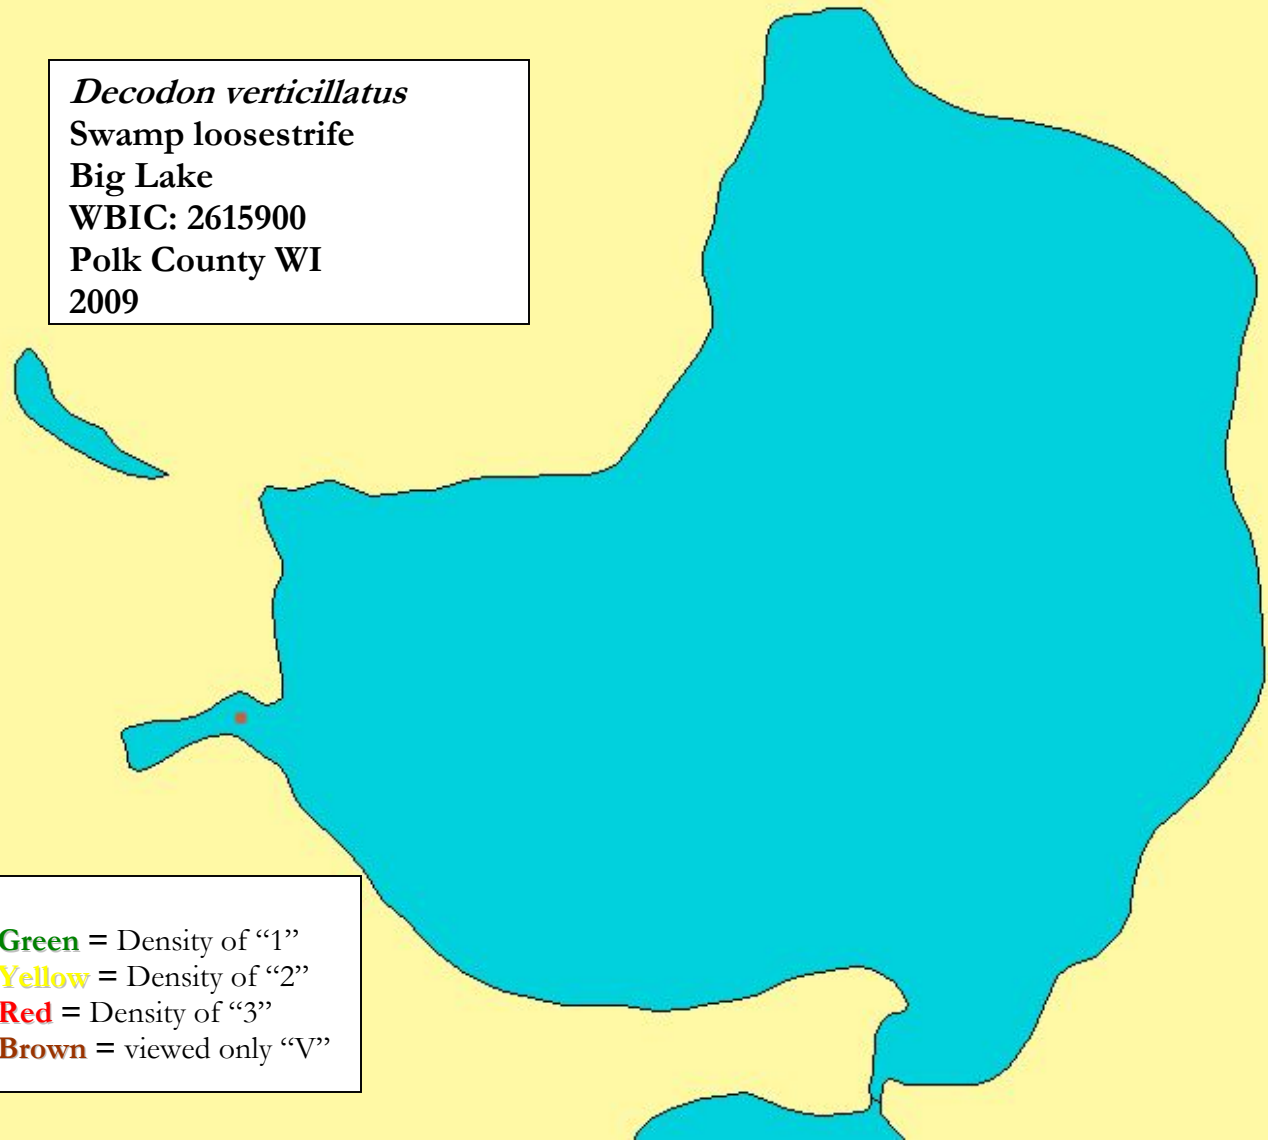 Decodon verticillatus
Swamp loosestrife
Big Lake
WBIC: 2615900
Polk County WI
2009
Green = Density of “1”
Yellow = Density of “2”
Red = Density of “3”
Brown = viewed only “V”